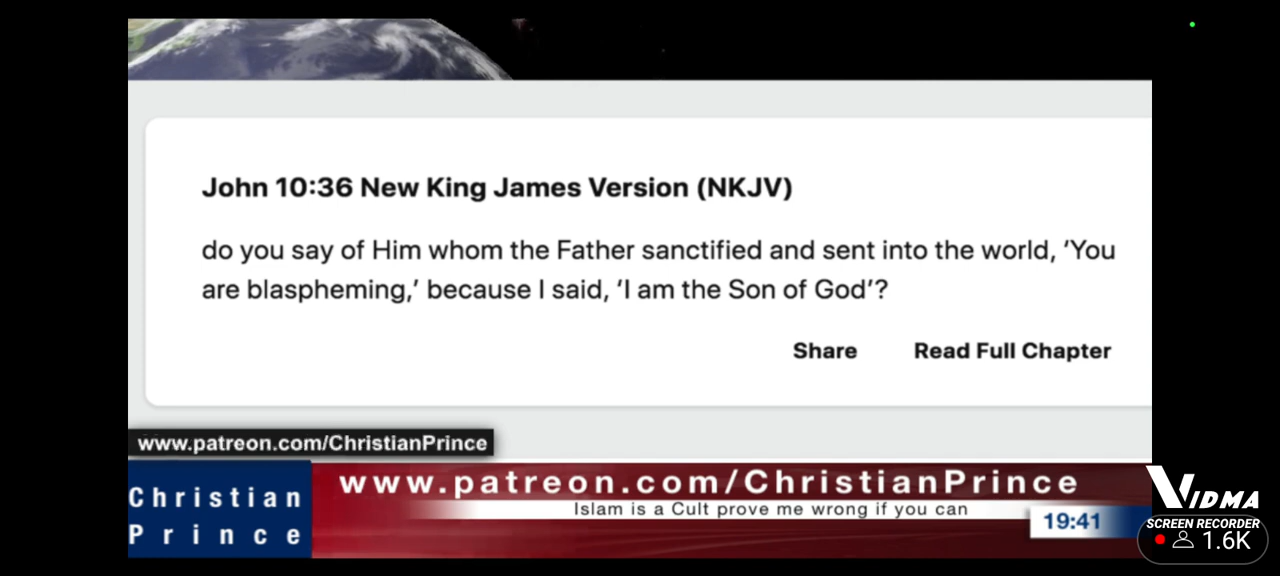 John 10:36 New King James Version (NKJV)
do you say of Him whom the Father sanctified and sent into the world, ‘You
are blaspheming,’ because I said, ‘I am the Son of God’?
Share Read Full Chapter
www.patreon.com/ChristianPrince
Christian
Prince
www.patreon.com/ChristianPrince
Islam is a Cult prove me wrong if you can
19:41
VIDMA
SCREEN RECORDER
1.6K